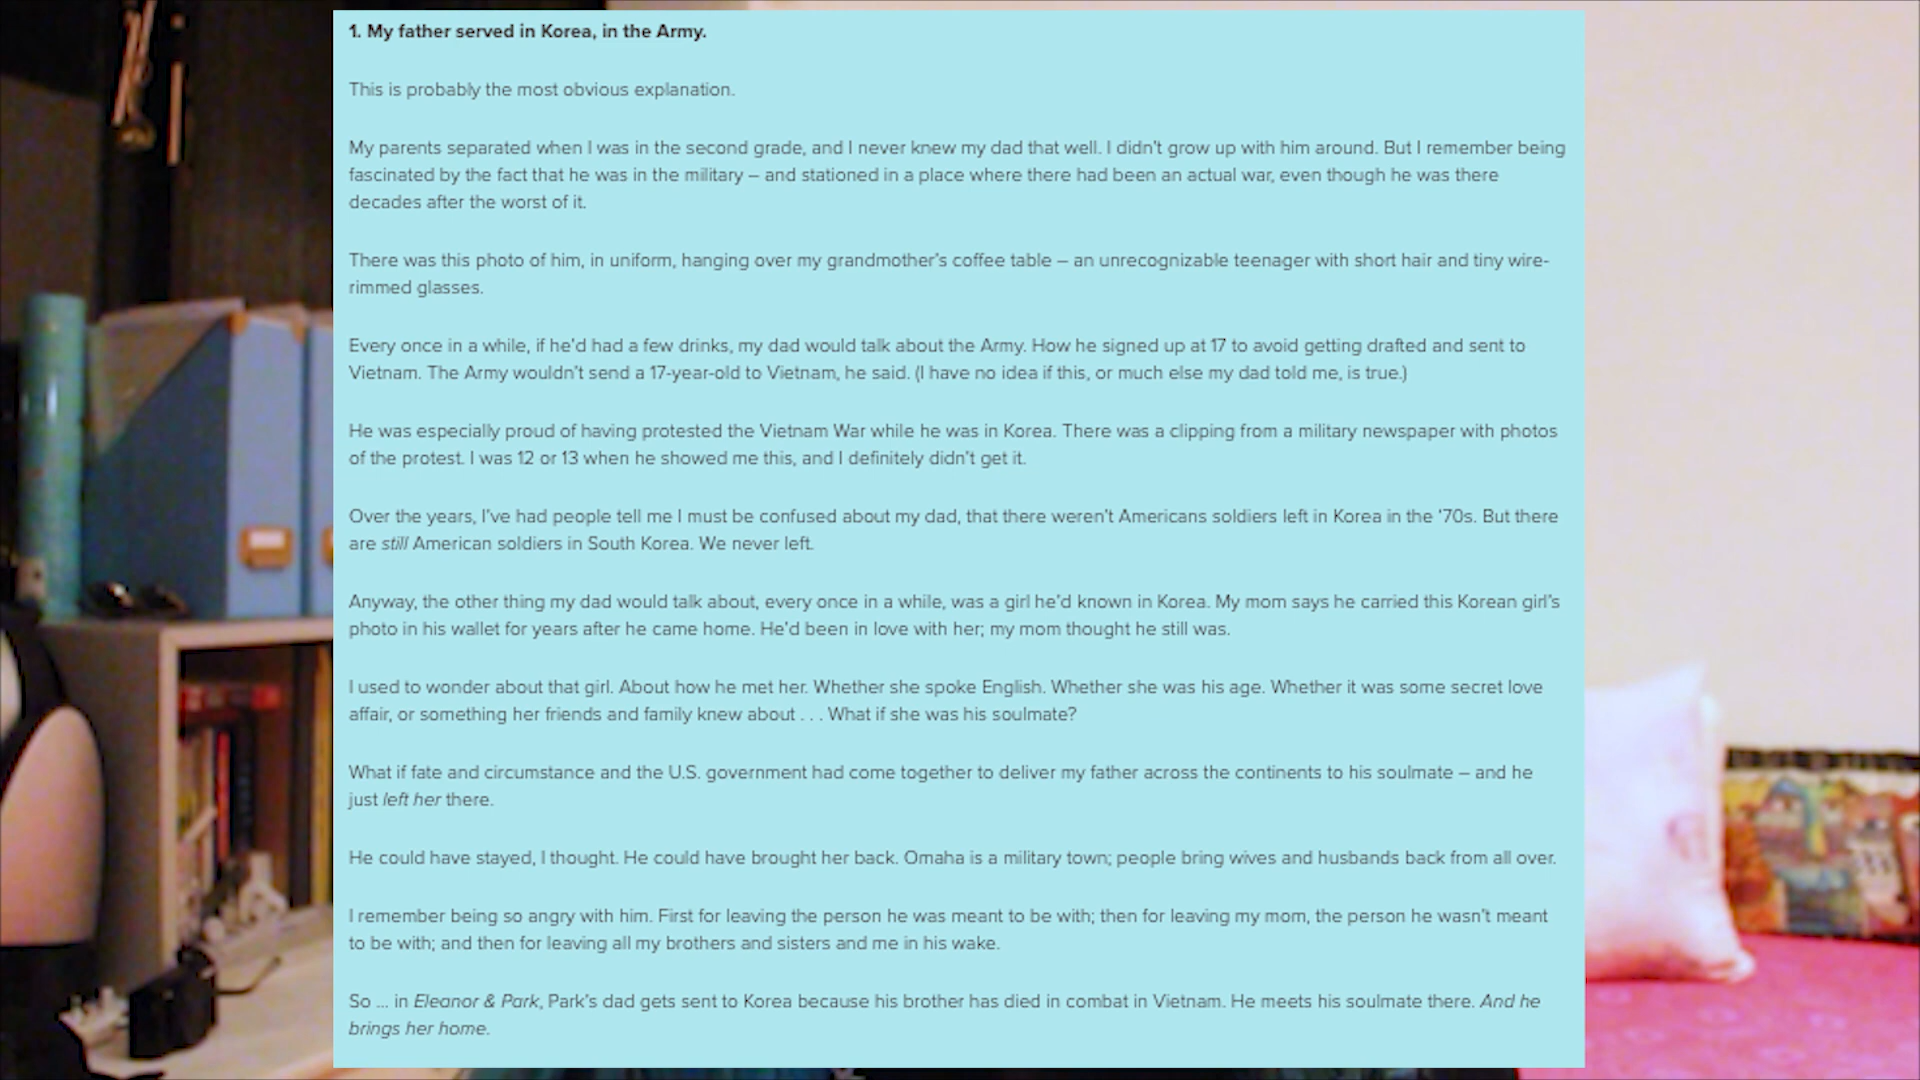 1. My father served in Korea, in the Army.
This is probably the most obvious explanation.
My parents separated when I was in the second grade, and I never knew my dad that well. I didn't grow up with him around. But I remember being
fascinated by the fact that he was in the military – and stationed in a place where there had been an actual war, even though he was there
decades after the worst of it.
There was this photo of him, in uniform, hanging over my grandmother's coffee table – an unrecognizable teenager with short hair and tiny wire-
rimmed glasses.
Every once in a while, if he'd had a few drinks, my dad would talk about the Army. How he signed up at 17 to avoid getting drafted and sent to
Vietnam. The Army wouldn't send a 17-year-old to Vietnam, he said. (I have no idea if this, or much else my dad told me, is true.)
He was especially proud of having protested the Vietnam War while he was in Korea. There was a clipping from a military newspaper with photos
of the protest. I was 12 or 13 when he showed me this, and I definitely didn't get it.
Over the years, I've had people tell me I must be confused about my dad, that there weren't Americans soldiers left in Korea in the '70s. But there
are still American soldiers in South Korea. We never left.
Anyway, the other thing my dad would talk about, every once in a while, was a girl he'd known in Korea. My mom says he carried this Korean girl's
photo in his wallet for years after he came home. He'd been in love with her; my mom thought he still was.
I used to wonder about that girl. About how he met her. Whether she spoke English. Whether she was his age. Whether it was some secret love
affair, or something her friends and family knew about . . . What if she was his soulmate?
What if fate and circumstance and the U.S. government had come together to deliver my father across the continents to his soulmate – and he
just left her there.
He could have stayed, I thought. He could have brought her back. Omaha is a military town; people bring wives and husbands back from all over.
I remember being so angry with him. First for leaving the person he was meant to be with; then for leaving my mom, the person he wasn't meant
to be with; and then for leaving all my brothers and sisters and me in his wake.
So ... in Eleanor & Park, Park's dad gets sent to Korea because his brother has died in combat in Vietnam. He meets his soulmate there. And he
brings her home.